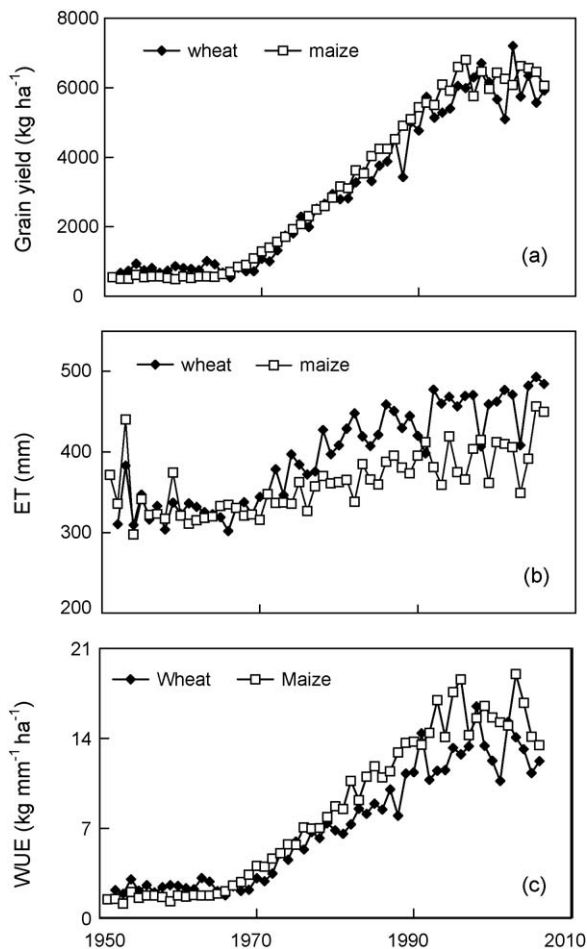 8000
6000
4000
2000
0
Grain yield (kg ha⁻¹)
wheat maize
(a)
500
400
300
200
ET (mm)
wheat maize
(b)
21
14
7
0
WUE (kg mm⁻¹ ha⁻¹)
Wheat Maize
(c)
1950 1970 1990 2010